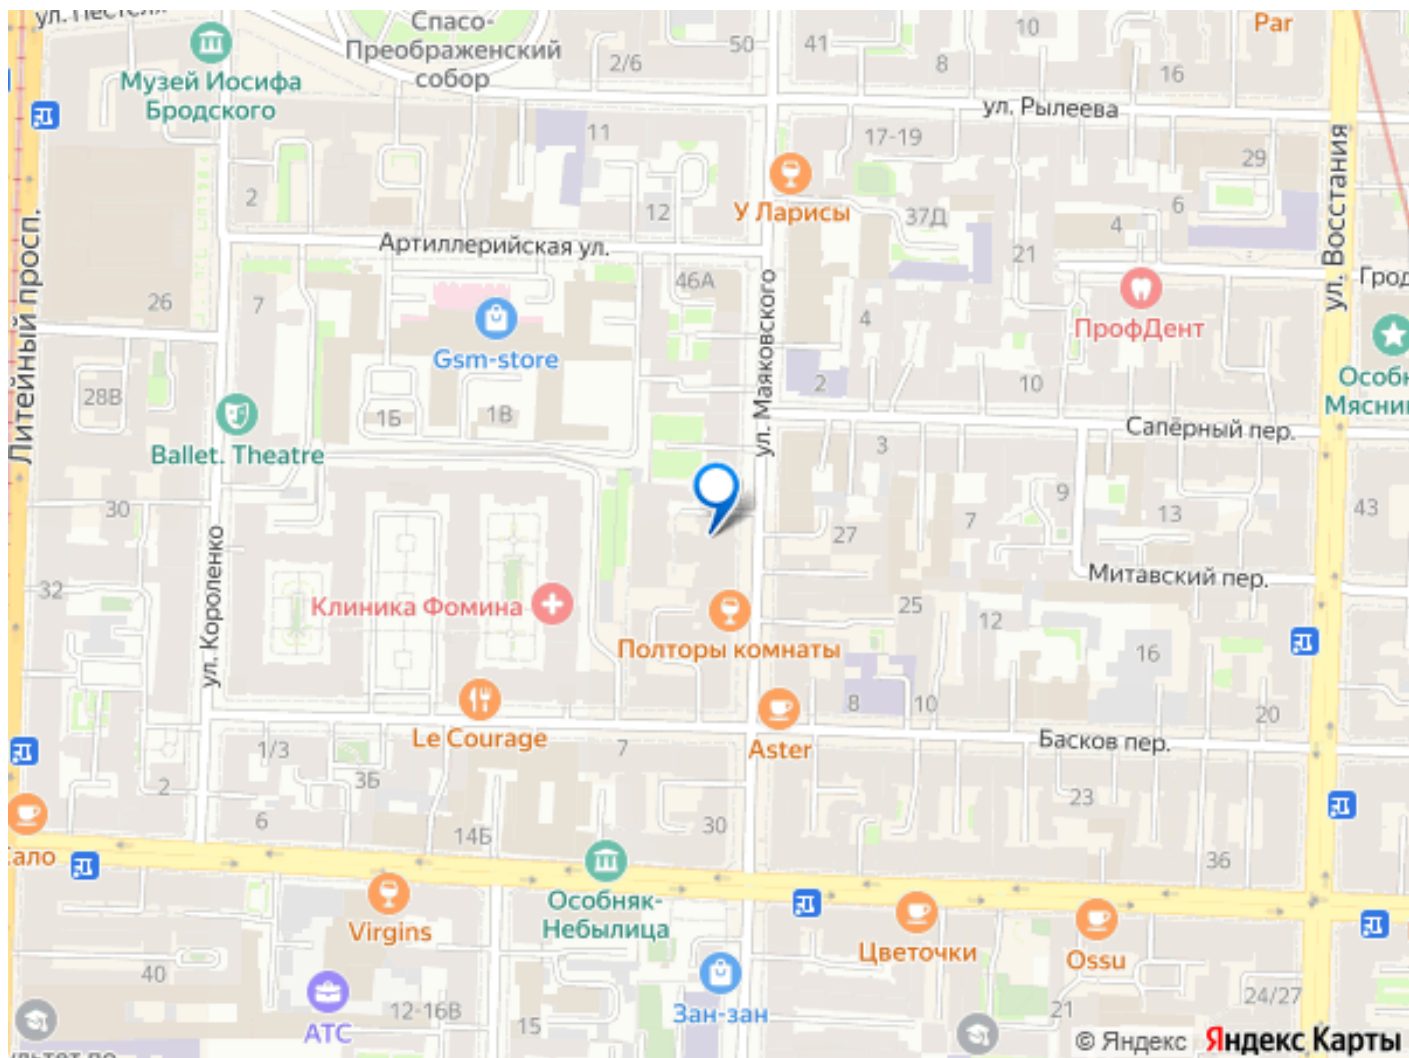 ул. Пестеля
Спасо-
Преображенский
собор
50
41
10
Par
2/6
8
16
Музей Иосифа
Бродского
ул. Рылеева
11
17-19
29
ул. Восстания
2
12
У Ларисы
37Д
4
6
Литейный просп.
Артиллерийская ул.
21
46А
ул. Маяковского
Грод
26
7
Gsm-store
4
ПрофДент
28В
1Б
1В
2
10
Особн
Мясник
Ballet. Theatre
3
Сапёрный пер.
30
9
43
ул. Короленко
27
7
13
32
Митавский пер.
Клиника Фомина
25
12
Полторы комнаты
16
8
10
20
Le Courage
Aster
Басков пер.
1/3
7
3Б
2
23
6
14Б
30
36
кало
Особняк-
Небылица
Virgins
Цветочки
Ossu
40
12-16В
Зан-зан
24/27
АТС
15
21
© Яндекс Яндекс Карты